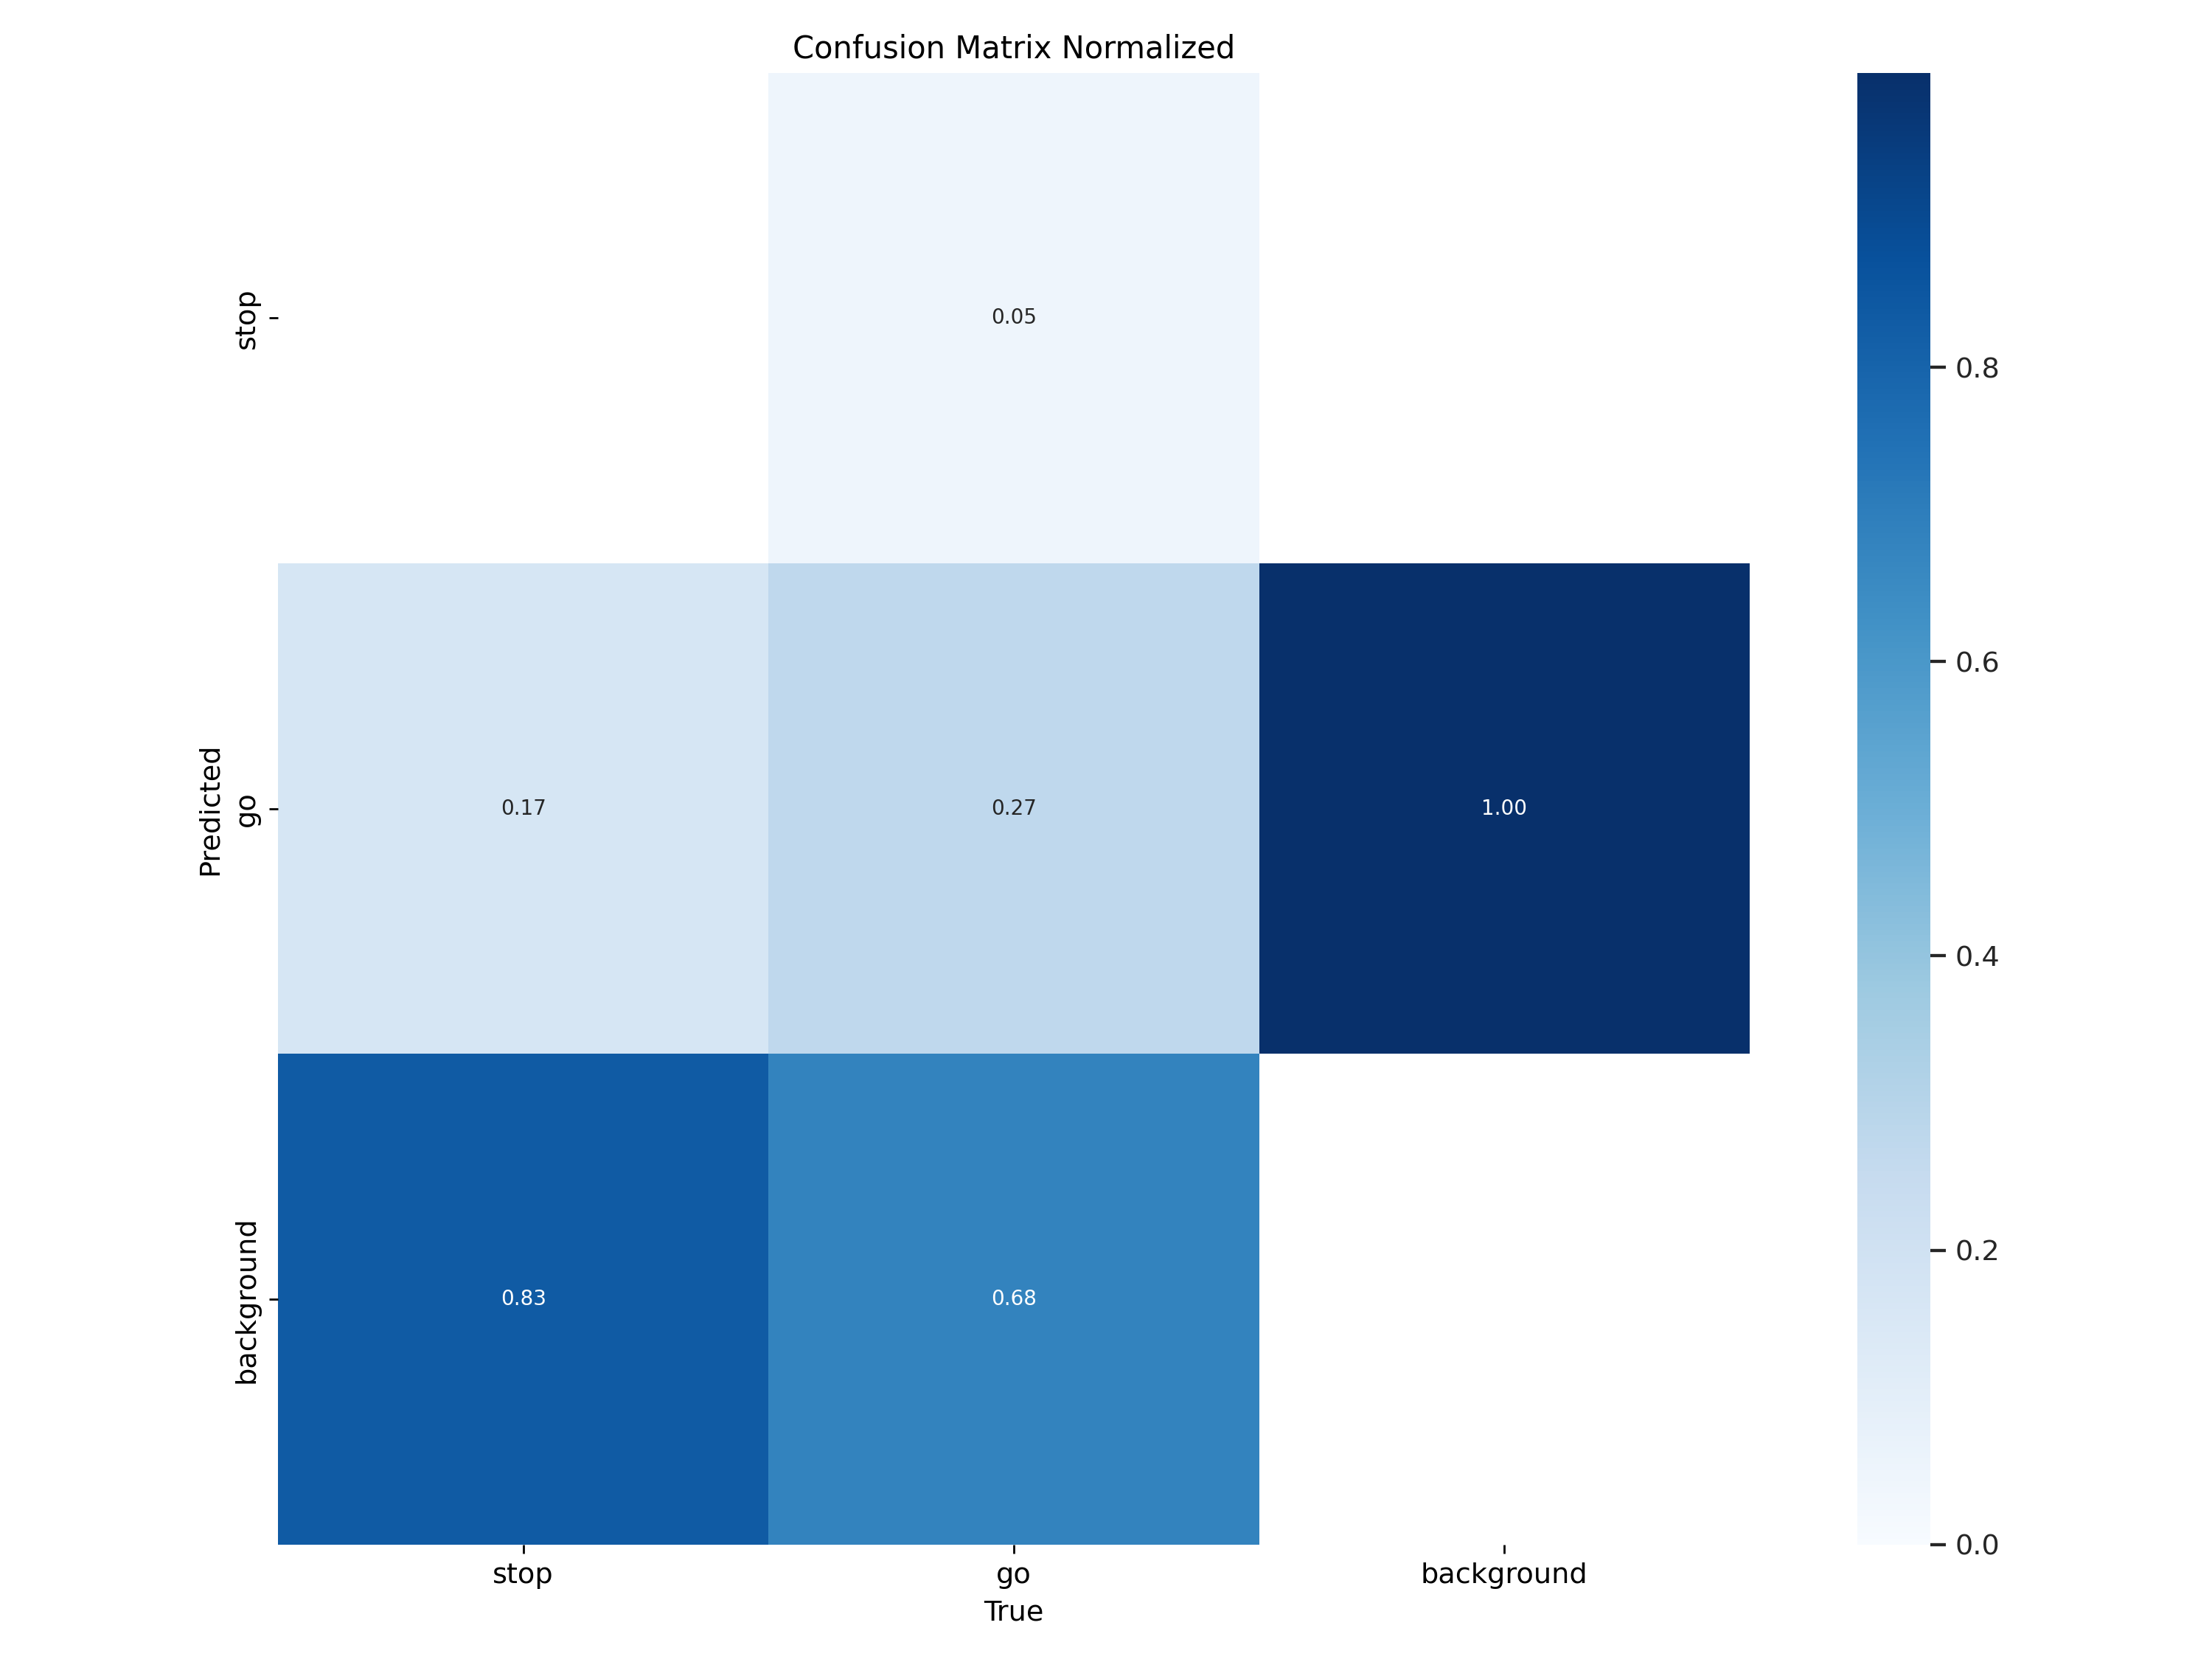 Confusion Matrix Normalized
stop
0.05
0.8
0.6
Predicted
go
0.17
0.27
1.00
0.4
0.2
background
0.83
0.68
0.0
stop
go
background
True